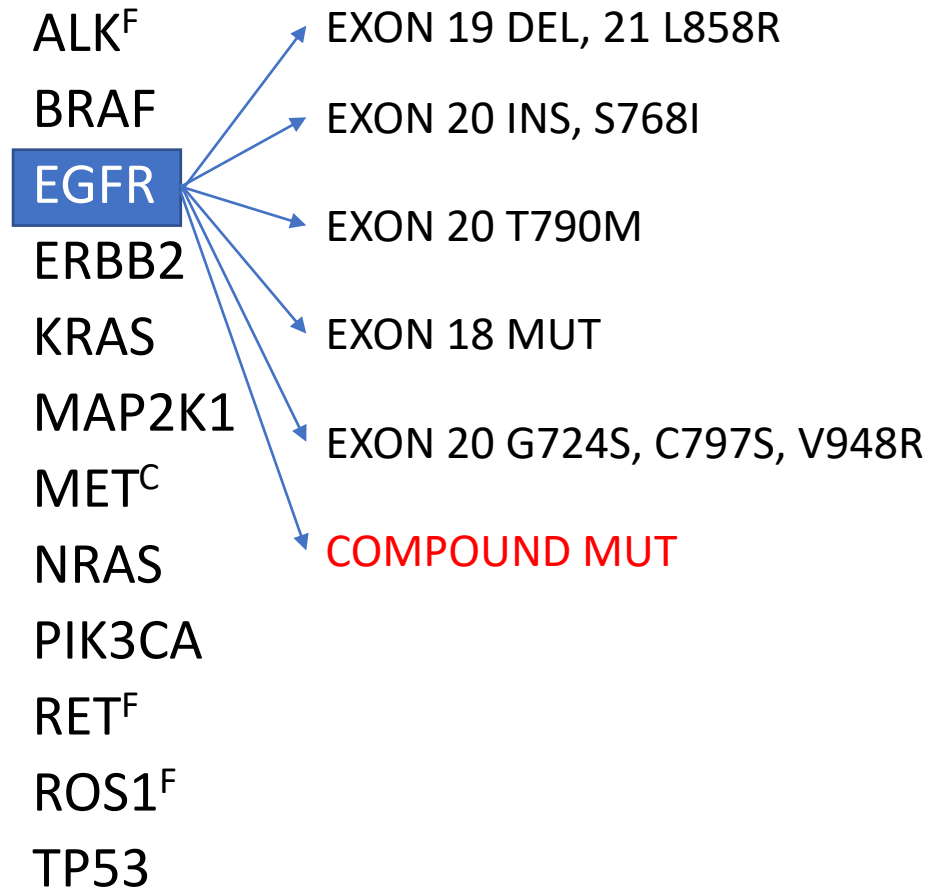 ALKF
BRAF
EGFR
ERBB2
KRAS
MAP2K1
METC
NRAS
PIK3CA
RETF
ROS1F
TP53
EXON 19 DEL, 21 L858R
EXON 20 INS, S768I
EXON 20 T790M
EXON 18 MUT
EXON 20 G724S, C797S, V948R
COMPOUND MUT